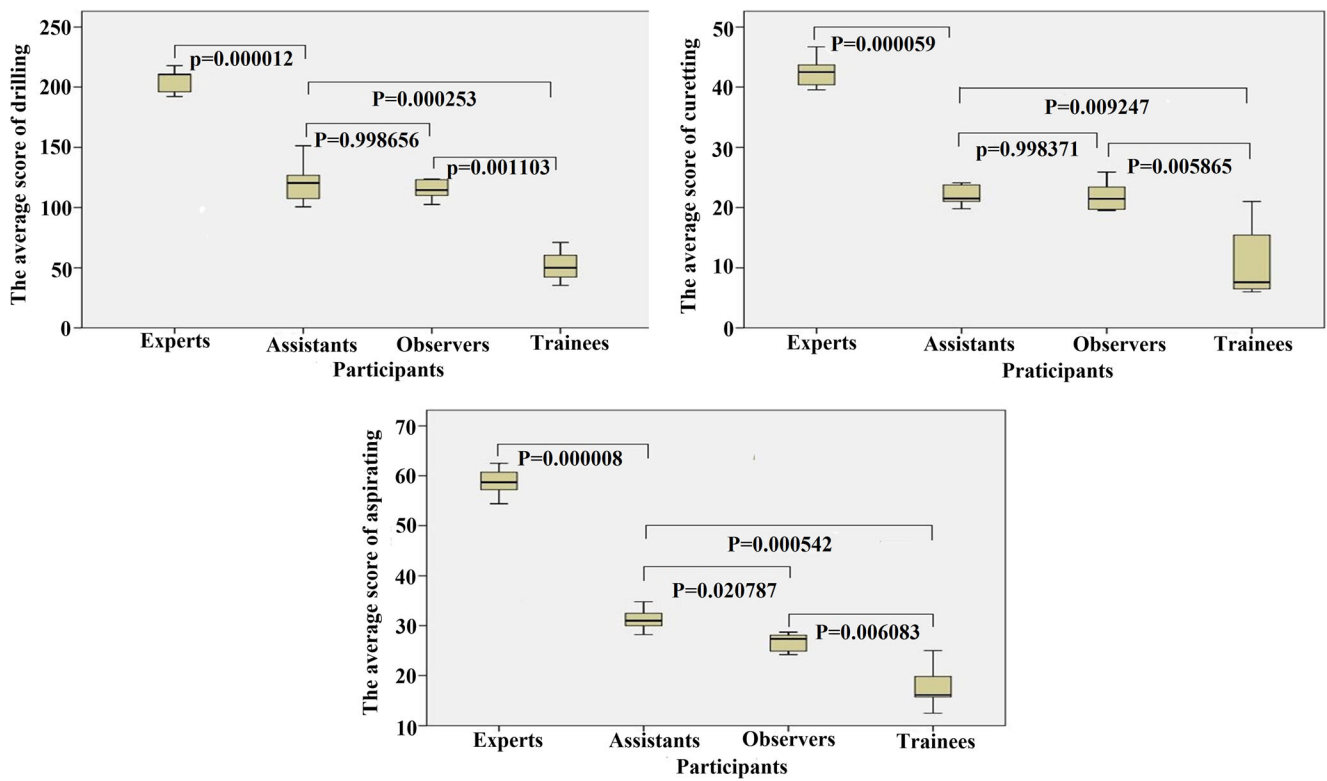 The average score of drilling
250
200
150
100
50
0
p=0.000012
P=0.000253
P=0.998656
p=0.001103
Experts
Assistants
Observers
Trainees
Participants
The average score of curetting
50
40
30
20
10
0
P=0.000059
P=0.009247
p=0.998371
P=0.005865
Experts
Assistants
Observers
Trainees
Praticipants
The average score of aspirating
70
60
50
40
30
20
10
P=0.000008
P=0.000542
P=0.020787
P=0.006083
Experts
Assistants
Observers
Trainees
Participants